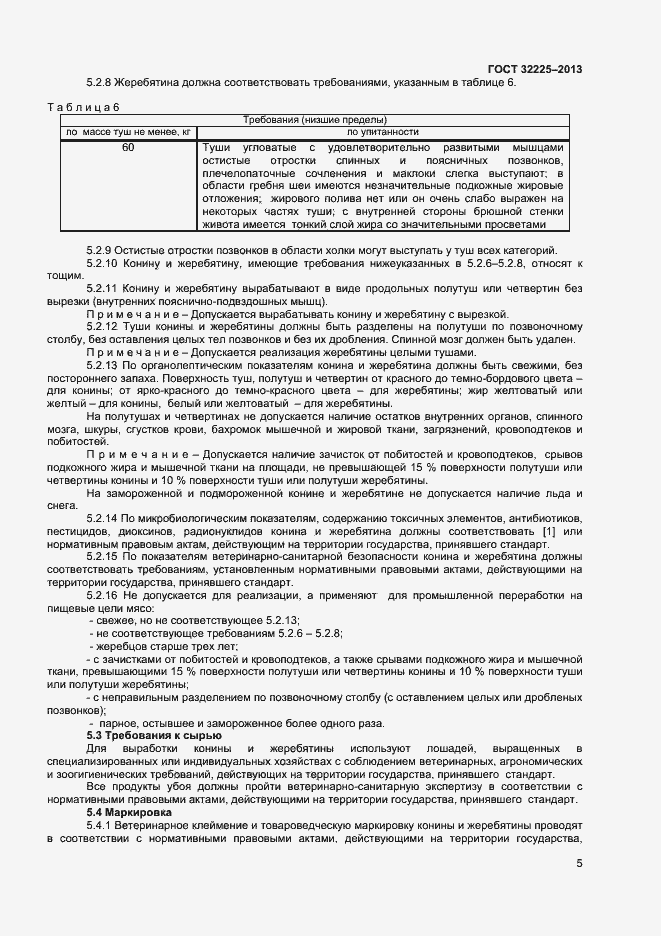 ГОСТ 32225–2013
5.2.8 Жеребятина должна соответствовать требованиями, указанным в таблице 6.
Т а б л и ц а 6
Требования (низшие пределы)
по массе туш не менее, кг
по упитанности
60
Туши угловатые с удовлетворительно развитыми мышцами
остистые отростки спинных и поясничных позвонков,
плечелопаточные сочленения и маклоки слегка выступают; в
области гребня шеи имеются незначительные подкожные жировые
отложения; жирового полива нет или он очень слабо выражен на
некоторых частях туши; с внутренней стороны брюшной стенки
живота имеется тонкий слой жира со значительными просветами
5.2.9 Остистые отростки позвонков в области холки могут выступать у туш всех категорий.
5.2.10 Конину и жеребятину, имеющие требования нижеуказанных в 5.2.6–5.2.8, относят к
тощим.
5.2.11 Конину и жеребятину вырабатывают в виде продольных полутуш или четвертин без
вырезки (внутренних пояснично-подвздошных мышц).
П р и м е ч а н и е – Допускается вырабатывать конину и жеребятину с вырезкой.
5.2.12 Туши конины и жеребятины должны быть разделены на полутуши по позвоночному
столбу, без оставления целых тел позвонков и без их дробления. Спинной мозг должен быть удален.
П р и м е ч а н и е – Допускается реализация жеребятины целыми тушами.
5.2.13 По органолептическим показателям конина и жеребятина должны быть свежими, без
постороннего запаха. Поверхность туш, полутуш и четвертин от красного до темно-бордового цвета –
для конины; от ярко-красного до темно-красного цвета – для жеребятины; жир желтоватый или
желтый – для конины, белый или желтоватый – для жеребятины.
На полутушах и четвертинах не допускается наличие остатков внутренних органов, спинного
мозга, шкуры, сгустков крови, бахромок мышечной и жировой ткани, загрязнений, кровоподтеков и
побитостей.
П р и м е ч а н и е – Допускается наличие зачисток от побитостей и кровоподтеков, срывов
подкожного жира и мышечной ткани на площади, не превышающей 15 % поверхности полутуши или
четвертины конины и 10 % поверхности туши или полутуши жеребятины.
На замороженной и подмороженной конине и жеребятине не допускается наличие льда и
снега.
5.2.14 По микробиологическим показателям, содержанию токсичных элементов, антибиотиков,
пестицидов, диоксинов, радионуклидов конина и жеребятина должны соответствовать [1] или
нормативным правовым актам, действующим на территории государства, принявшего стандарт.
5.2.15 По показателям ветеринарно-санитарной безопасности конина и жеребятина должны
соответствовать требованиям, установленным нормативными правовыми актами, действующими на
территории государства, принявшего стандарт.
5.2.16 Не допускается для реализации, а применяют для промышленной переработки на
пищевые цели мясо:
- свежее, но не соответствующее 5.2.13;
- не соответствующее требованиям 5.2.6 – 5.2.8;
- жеребцов старше трех лет;
- с зачистками от побитостей и кровоподтеков, а также срывами подкожного жира и мышечной
ткани, превышающими 15 % поверхности полутуши или четвертины конины и 10 % поверхности туши
или полутуши жеребятины;
- с неправильным разделением по позвоночному столбу (с оставлением целых или дробленых
позвонков);
- парное, остывшее и замороженное более одного раза.
5.3 Требования к сырью
Для выработки конины и жеребятины используют лошадей, выращенных в
специализированных или индивидуальных хозяйствах с соблюдением ветеринарных, агрономических
и зоогигиенических требований, действующих на территории государства, принявшего стандарт.
Все продукты убоя должны пройти ветеринарно-санитарную экспертизу в соответствии с
нормативными правовыми актами, действующими на территории государства, принявшего стандарт.
5.4 Маркировка
5.4.1 Ветеринарное клеймение и товароведческую маркировку конины и жеребятины проводят
в соответствии с нормативными правовыми актами, действующими на территории государства,
5